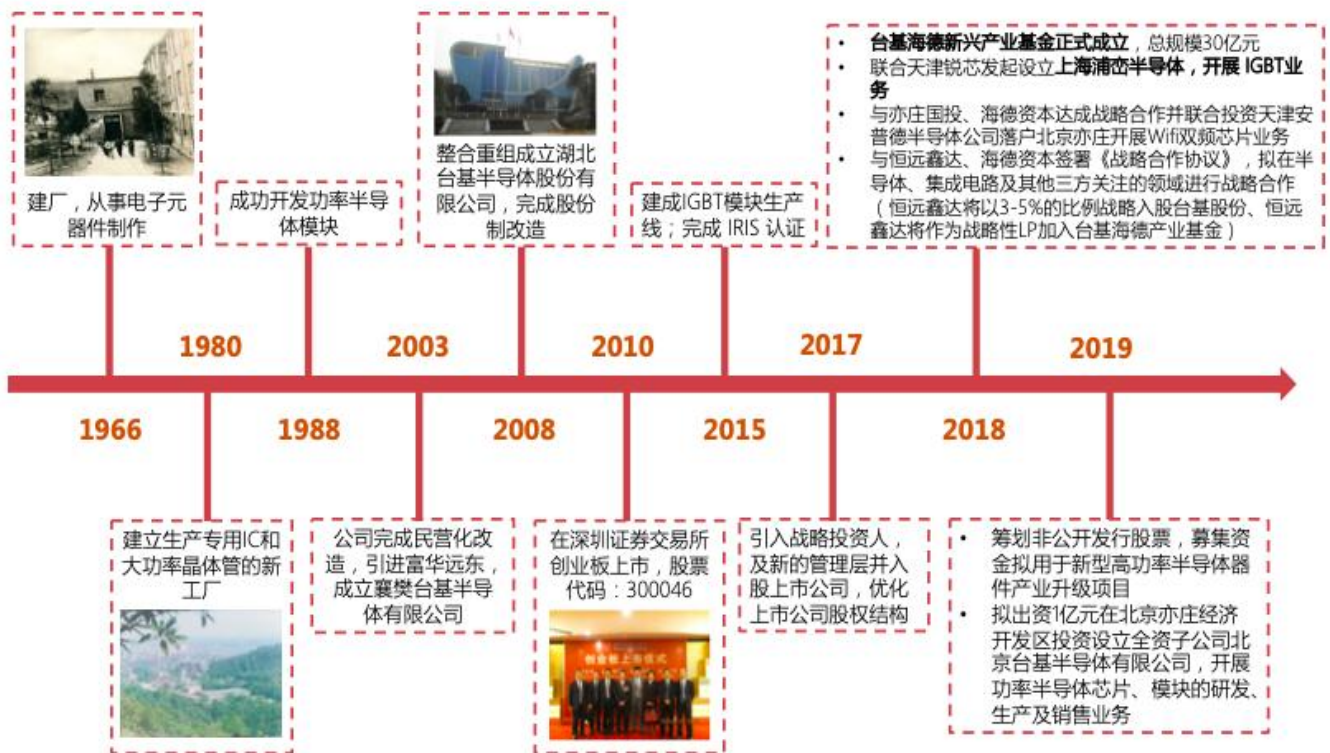 建厂，从事电子元
器件制作
成功开发功率半导
体模块
整合重组成立湖北
台基半导体股份有
限公司，完成股份
制改造
建成IGBT模块生产
线；完成 IRIS 认证
• 台基海德新兴产业基金正式成立，总规模30亿元
• 联合天津锐芯发起设立上海浦峦半导体，开展 IGBT业
务
• 与亦庄国投、海德资本达成战略合作并联合投资天津安
普德半导体公司落户北京亦庄开展Wifi双频芯片业务
• 与恒远鑫达、海德资本签署《战略合作协议》，拟在半
导体、集成电路及其他三方关注的领域进行战略合作
（恒远鑫达将以3-5%的比例战略入股台基股份、恒远
鑫达将作为战略性LP加入台基海德产业基金）
1980
2003
2010
2017
2019
1966
1988
2008
2015
2018
建立生产专用IC和
大功率晶体管的新
工厂
公司完成民营化改
造，引进富华远东，
成立襄樊台基半导
体有限公司
在深圳证券交易所
创业板上市，股票
代码：300046
创业板上市仪式
引入战略投资人，
及新的管理层并入
股上市公司，优化
上市公司股权结构
• 筹划非公开发行股票，募集资
金拟用于新型高功率半导体器
件产业升级项目
• 拟出资1亿元在北京亦庄经济
开发区投资设立全资子公司北
京台基半导体有限公司，开展
功率半导体芯片、模块的研发、
生产及销售业务